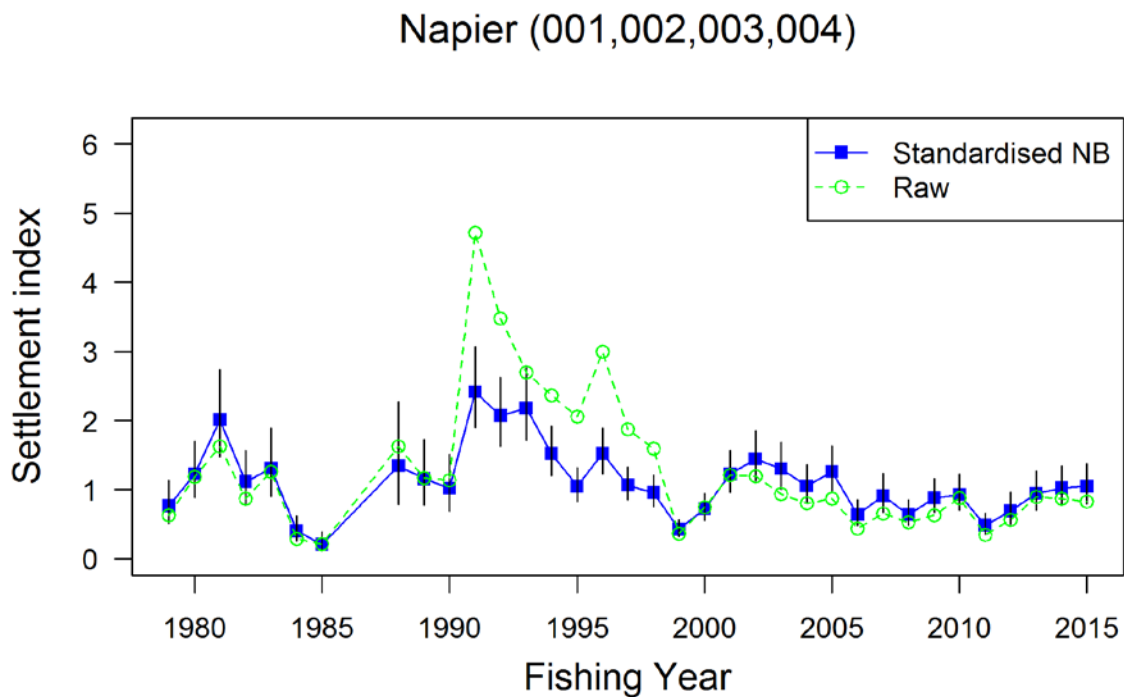 Napier (001,002,003,004)
Standardised NB
Raw
Settlement index
6
5
4
3
2
1
0
1980 1985 1990 1995 2000 2005 2010 2015
Fishing Year